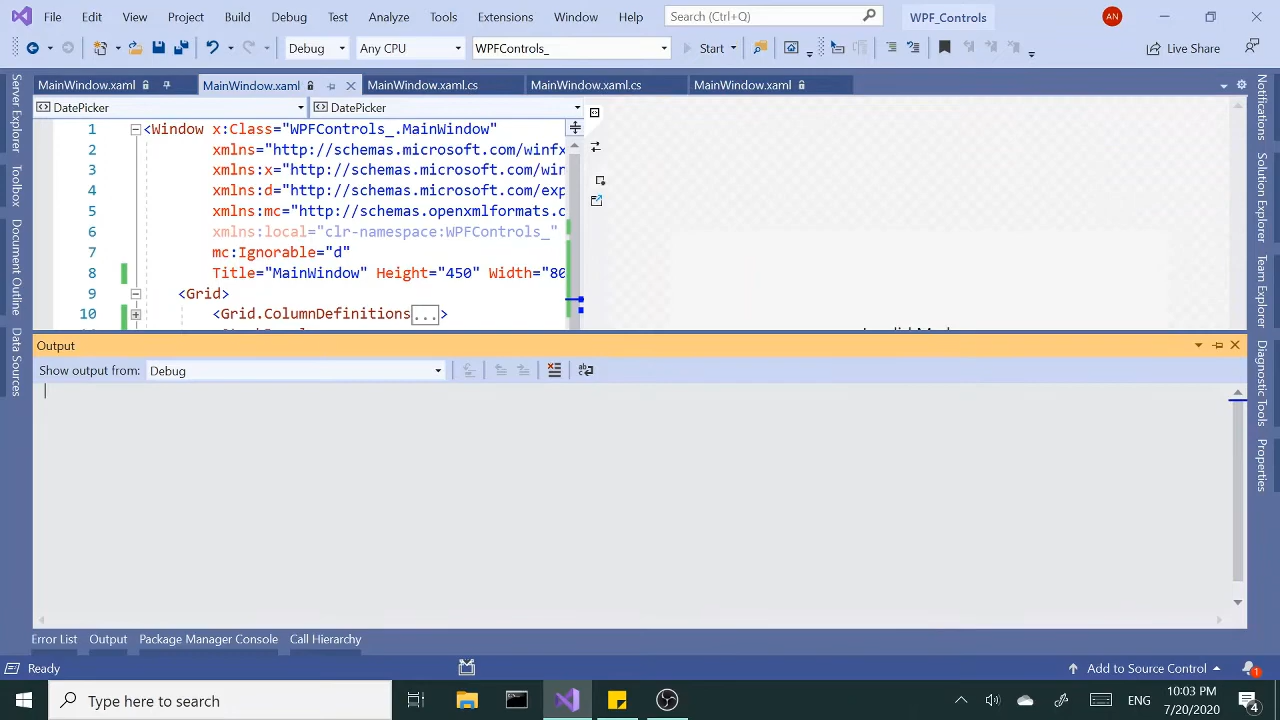 File Edit View Project Build Debug Test Analyze Tools Extensions Window Help Search (Ctrl+Q) WPF_Controls AN
Debug Any CPU WPFControls_ Start Live Share
MainWindow.xaml MainWindow.xaml MainWindow.xaml.cs MainWindow.xaml.cs MainWindow.xaml
DatePicker DatePicker
1 <Window x:Class="WPFControls_.MainWindow"
2 xmlns="http://schemas.microsoft.com/winfx
3 xmlns:x="http://schemas.microsoft.com/win
4 xmlns:d="http://schemas.microsoft.com/exp
5 xmlns:mc="http://schemas.openxmlformats.c
6 xmlns:local="clr-namespace:WPFControls_"
7 mc:Ignorable="d"
8 Title="MainWindow" Height="450" Width="80
9 <Grid>
10 <Grid.ColumnDefinitions...>
Server Explorer
Toolbox
Document Outline
Data Sources
Notifications
Solution Explorer
Team Explorer
Diagnostic Tools
Properties
Output
Show output from: Debug
Error List Output Package Manager Console Call Hierarchy
Ready Add to Source Control 1
Type here to search ENG 10:03 PM
7/20/2020 4